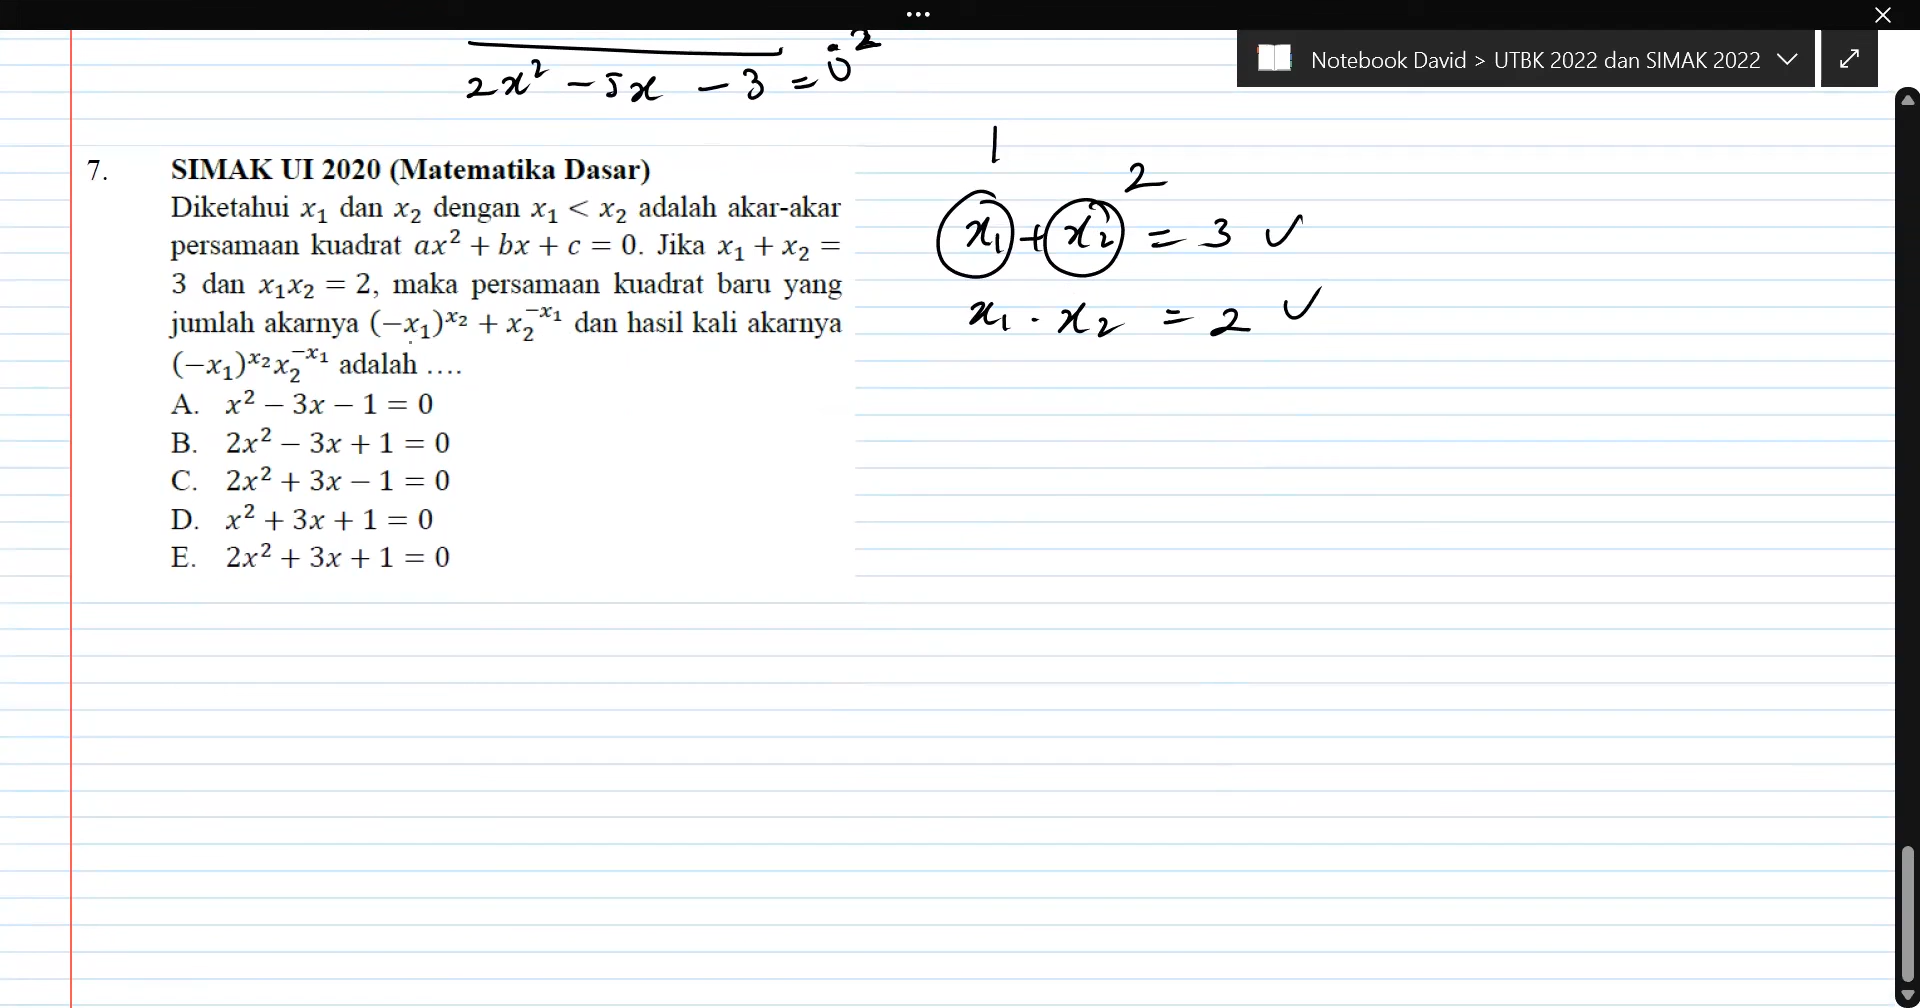 2x² - 5x - 3 = 0
2
Notebook David > UTBK 2022 dan SIMAK 2022
7. SIMAK UI 2020 (Matematika Dasar)
Diketahui x₁ dan x₂ dengan x₁ < x₂ adalah akar-akar
persamaan kuadrat ax² + bx + c = 0. Jika x₁ + x₂ =
3 dan x₁x₂ = 2, maka persamaan kuadrat baru yang
jumlah akarnya (−x₁)^x₂ + x₂^−x₁ dan hasil kali akarnya
(−x₁)^x₂ x₂^−x₁ adalah ....
A. x² − 3x − 1 = 0
B. 2x² − 3x + 1 = 0
C. 2x² + 3x − 1 = 0
D. x² + 3x + 1 = 0
E. 2x² + 3x + 1 = 0
1
2
x₁ + x₂ = 3 ✓
x₁ . x₂ = 2 ✓